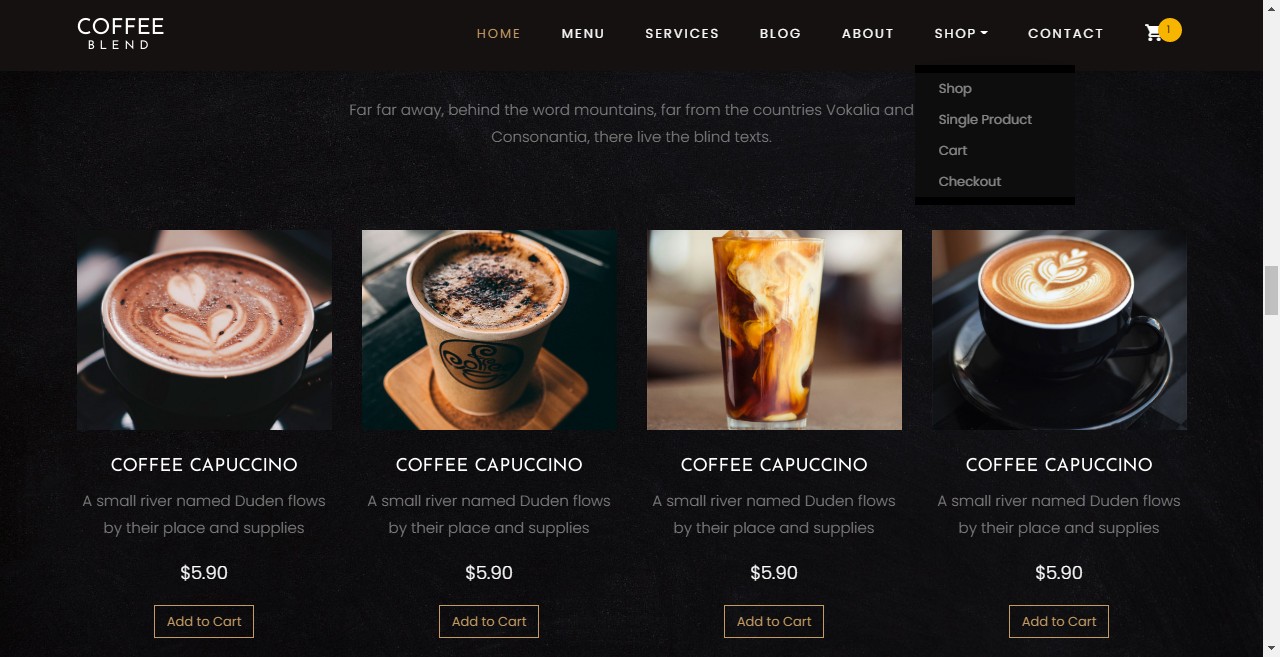 COFFEE
BLEND
HOME MENU SERVICES BLOG ABOUT SHOP CONTACT 1
Shop
Single Product
Cart
Checkout
Far far away, behind the word mountains, far from the countries Vokalia and
Consonantia, there live the blind texts.
Coffee
COFFEE CAPUCCINO
A small river named Duden flows
by their place and supplies
$5.90
Add to Cart
COFFEE CAPUCCINO
A small river named Duden flows
by their place and supplies
$5.90
Add to Cart
COFFEE CAPUCCINO
A small river named Duden flows
by their place and supplies
$5.90
Add to Cart
COFFEE CAPUCCINO
A small river named Duden flows
by their place and supplies
$5.90
Add to Cart